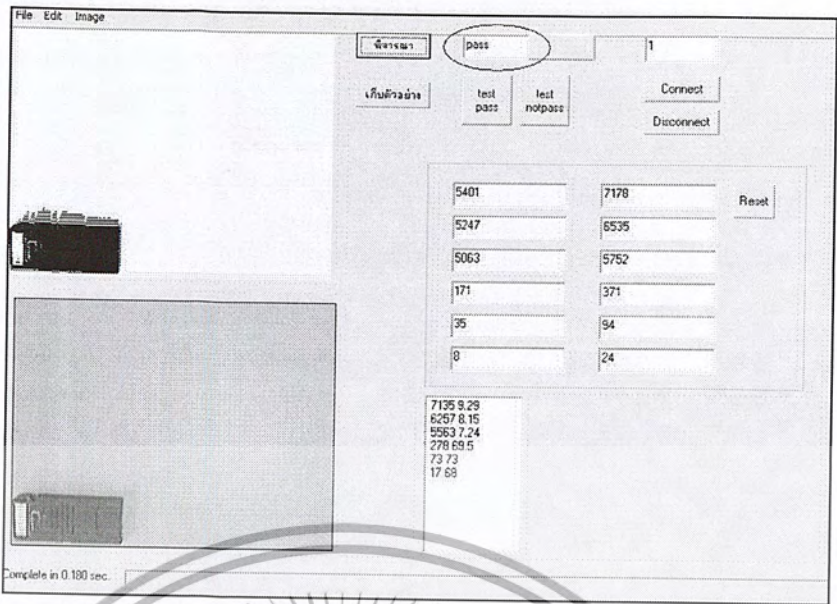 File Edit Image
พิจารณา pass 1
เก็บตัวอย่าง test pass test notpass Connect
Disconnect
5401 7178 Reset
5247 6535
5063 5752
171 371
35 94
8 24
7135 9.29
6257 8.15
5563 7.24
278 69.5
73 73
17 68
Complete in 0.180 sec.